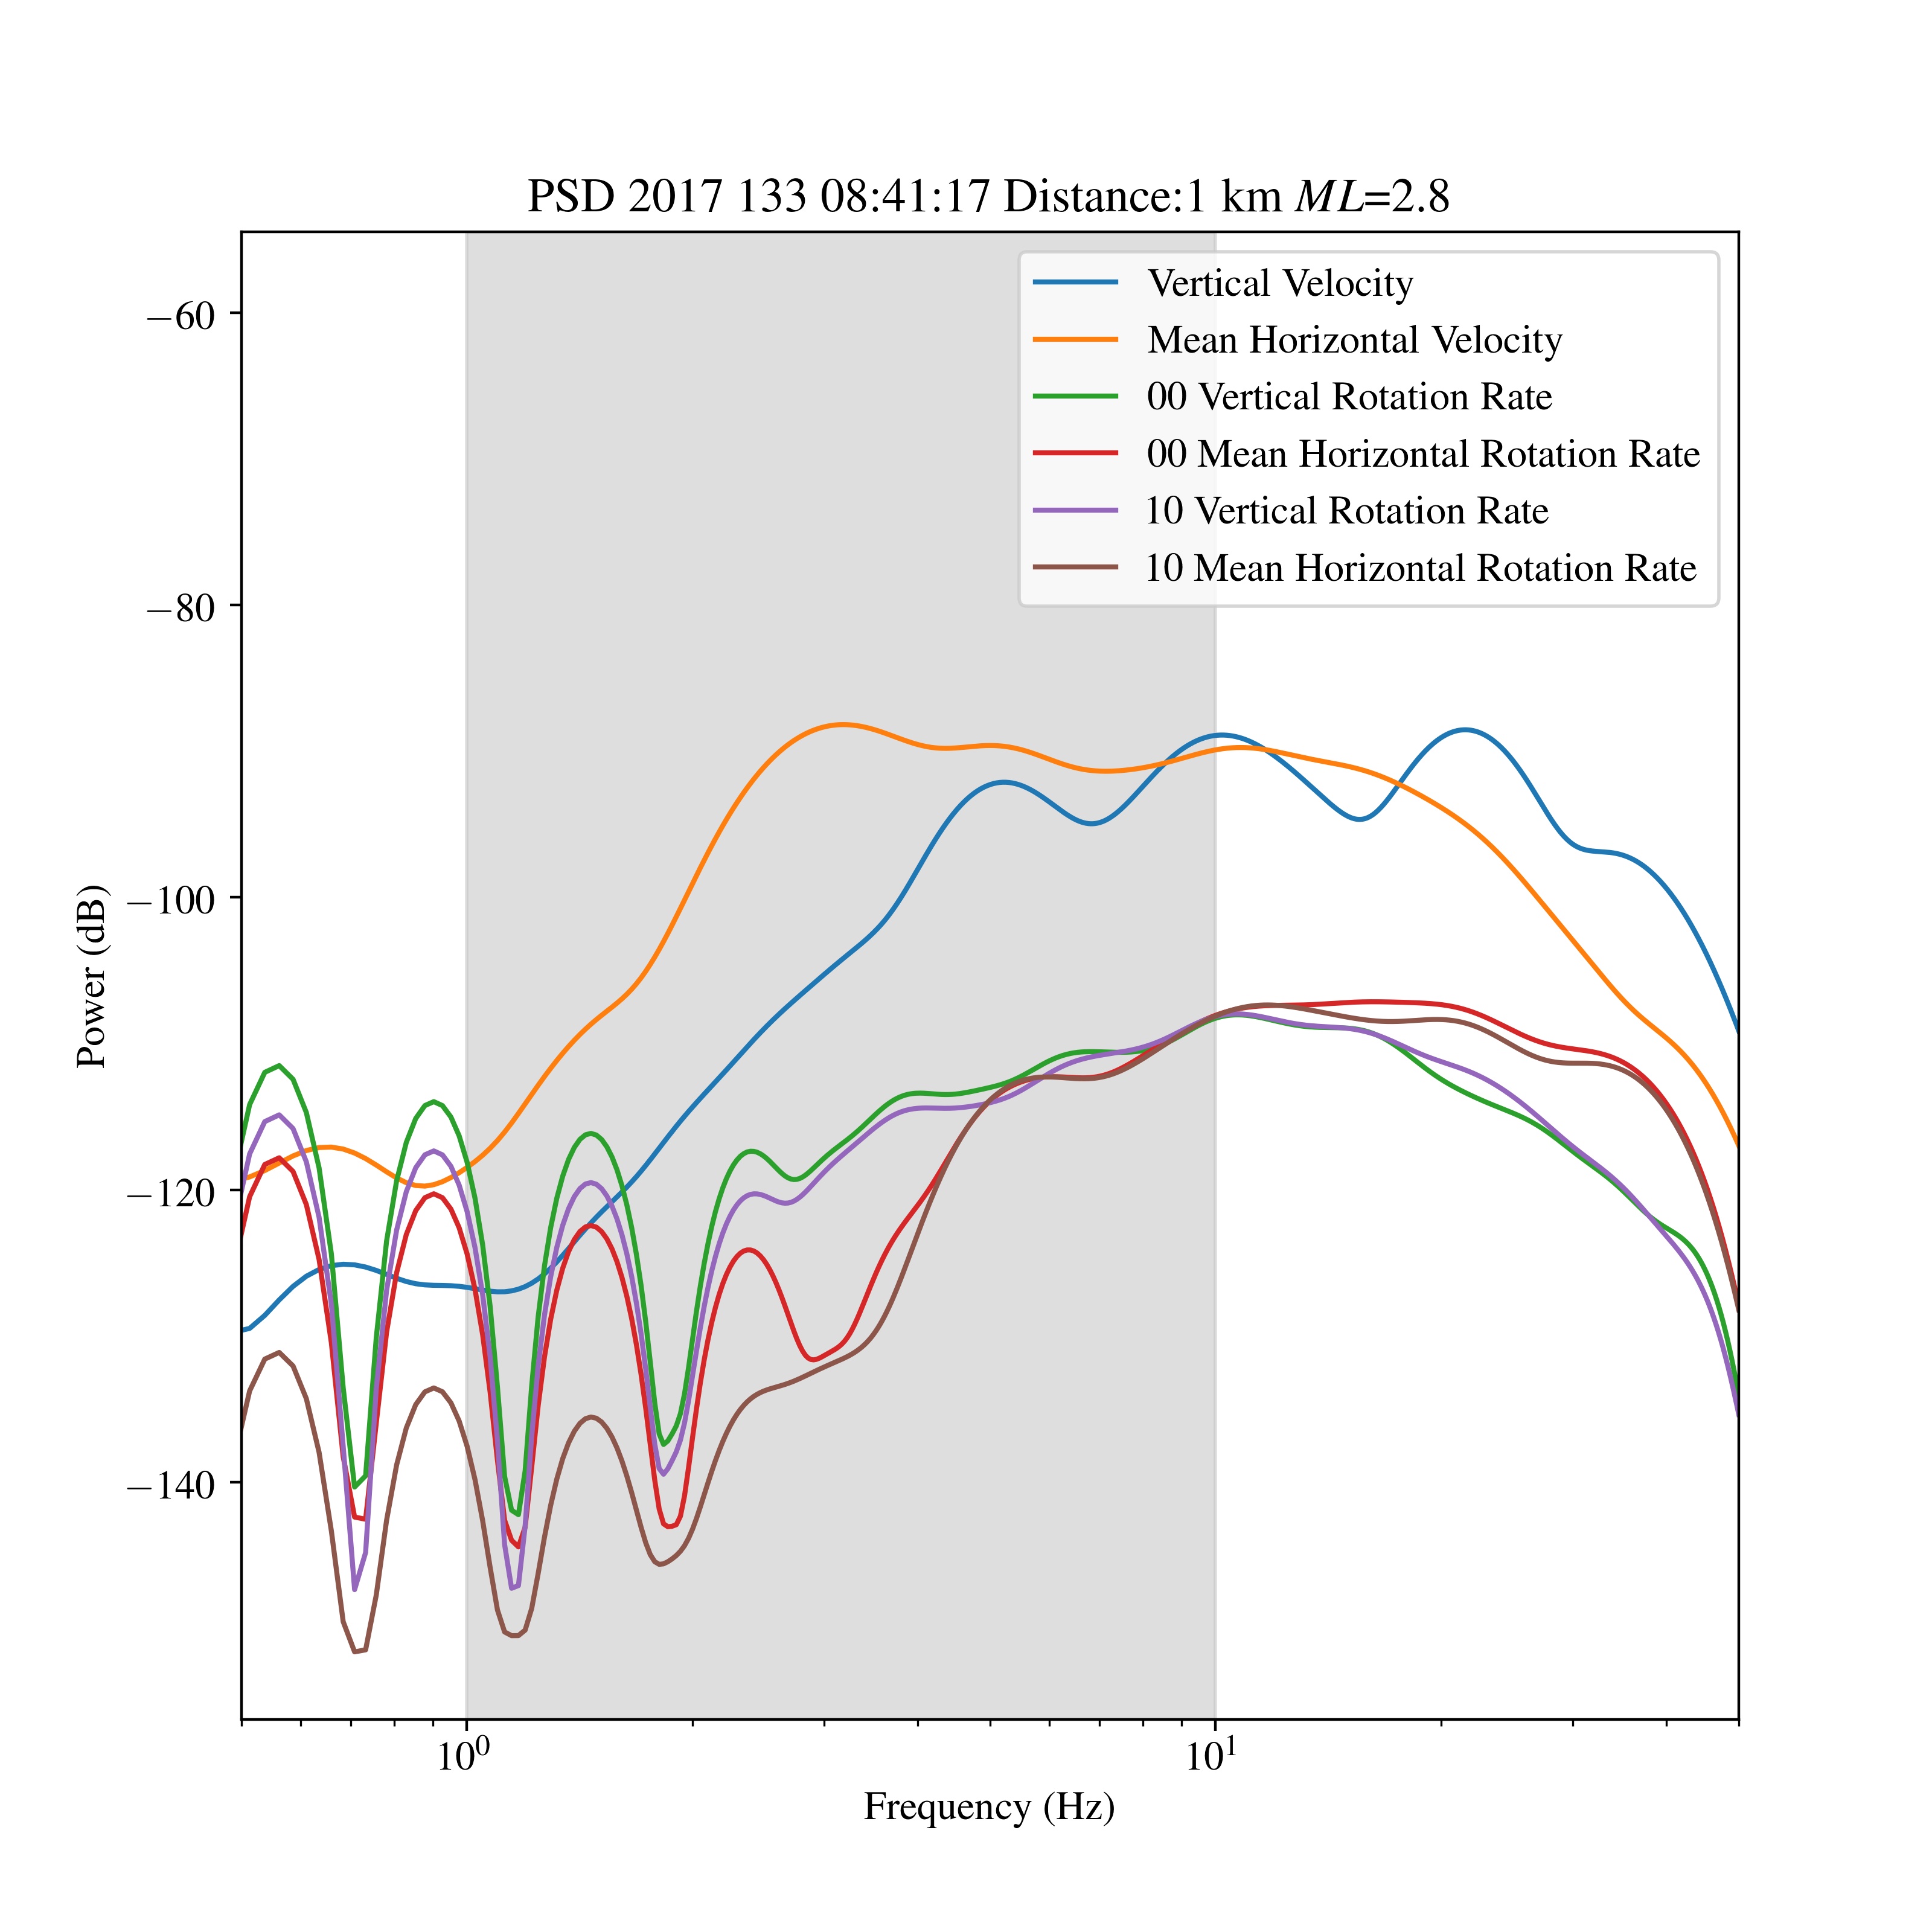 PSD 2017 133 08:41:17 Distance:1 km ML=2.8
Vertical Velocity
Mean Horizontal Velocity
00 Vertical Rotation Rate
00 Mean Horizontal Rotation Rate
10 Vertical Rotation Rate
10 Mean Horizontal Rotation Rate
−60
−80
−100
−120
−140
Power (dB)
10⁰
10¹
Frequency (Hz)